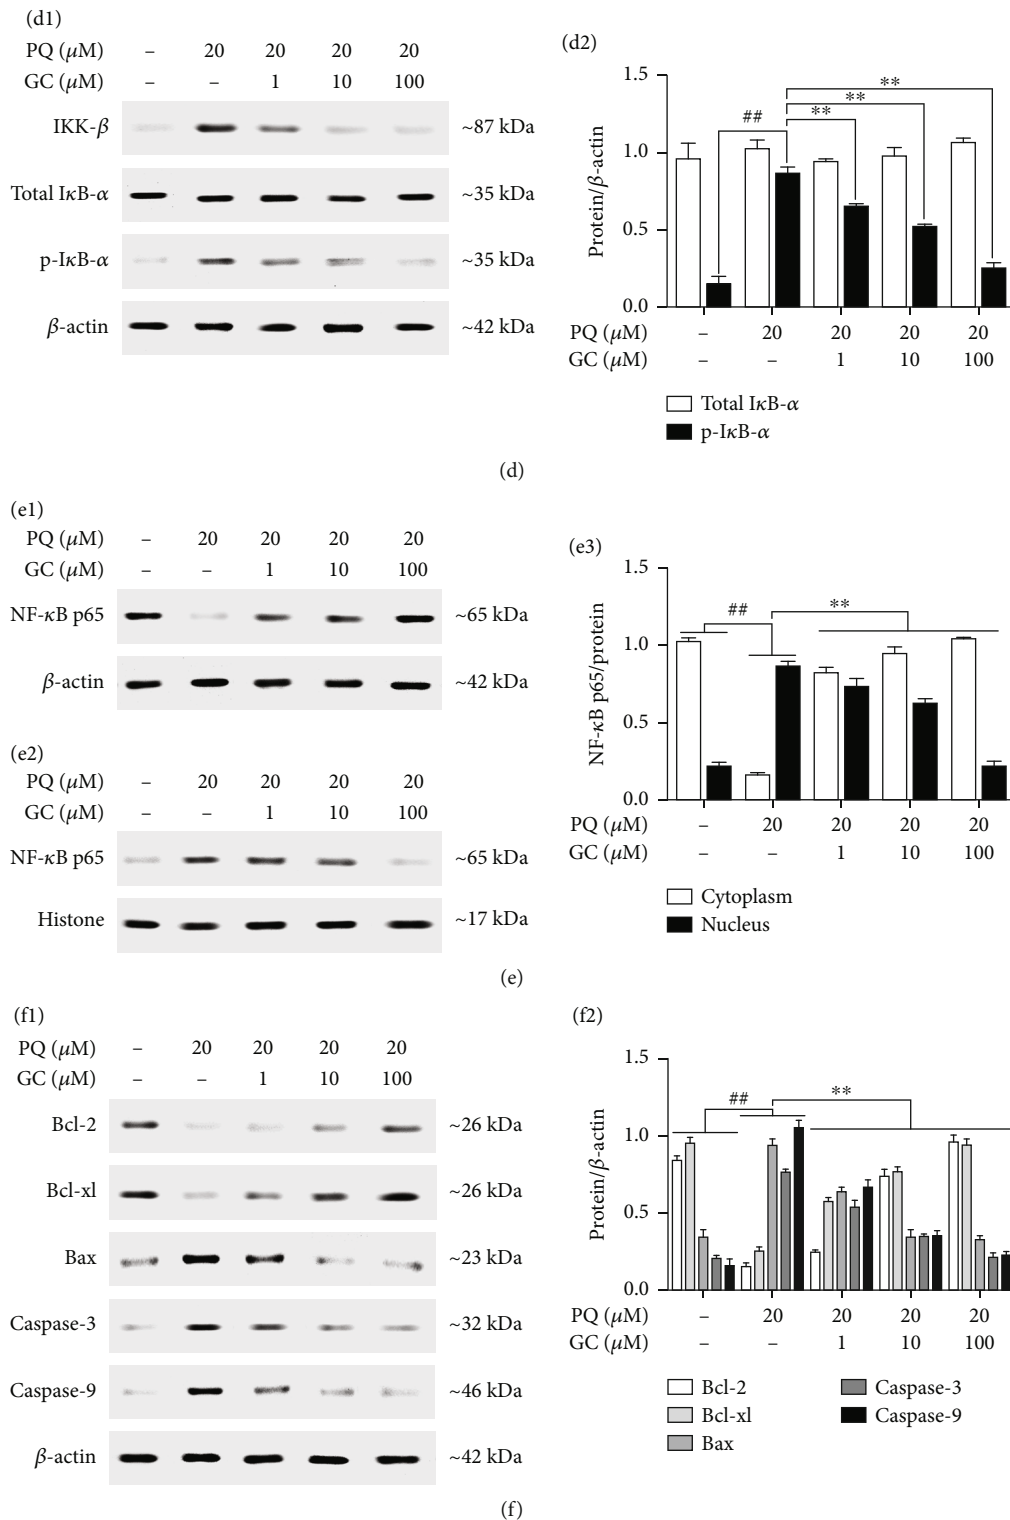 (d1)
PQ (μM) – 20 20 20 20
GC (μM) – – 1 10 100
IKK-β ~87 kDa
Total IκB-α ~35 kDa
p-IκB-α ~35 kDa
β-actin ~42 kDa
(d2)
1.5
1.0
0.5
0.0
Protein/β-actin
## ** ** **
PQ (μM) – 20 20 20 20
GC (μM) – – 1 10 100
Total IκB-α
p-IκB-α
(d)
(e1)
PQ (μM) – 20 20 20 20
GC (μM) – – 1 10 100
NF-κB p65 ~65 kDa
β-actin ~42 kDa
(e2)
PQ (μM) – 20 20 20 20
GC (μM) – – 1 10 100
NF-κB p65 ~65 kDa
Histone ~17 kDa
(e3)
1.5
1.0
0.5
0.0
NF-κB p65/protein
## **
PQ (μM) – 20 20 20 20
GC (μM) – – 1 10 100
Cytoplasm
Nucleus
(e)
(f1)
PQ (μM) – 20 20 20 20
GC (μM) – – 1 10 100
Bcl-2 ~26 kDa
Bcl-xl ~26 kDa
Bax ~23 kDa
Caspase-3 ~32 kDa
Caspase-9 ~46 kDa
β-actin ~42 kDa
(f2)
1.5
1.0
0.5
0.0
Protein/β-actin
## **
PQ (μM) – 20 20 20 20
GC (μM) – – 1 10 100
Bcl-2 Caspase-3
Bcl-xl Caspase-9
Bax
(f)